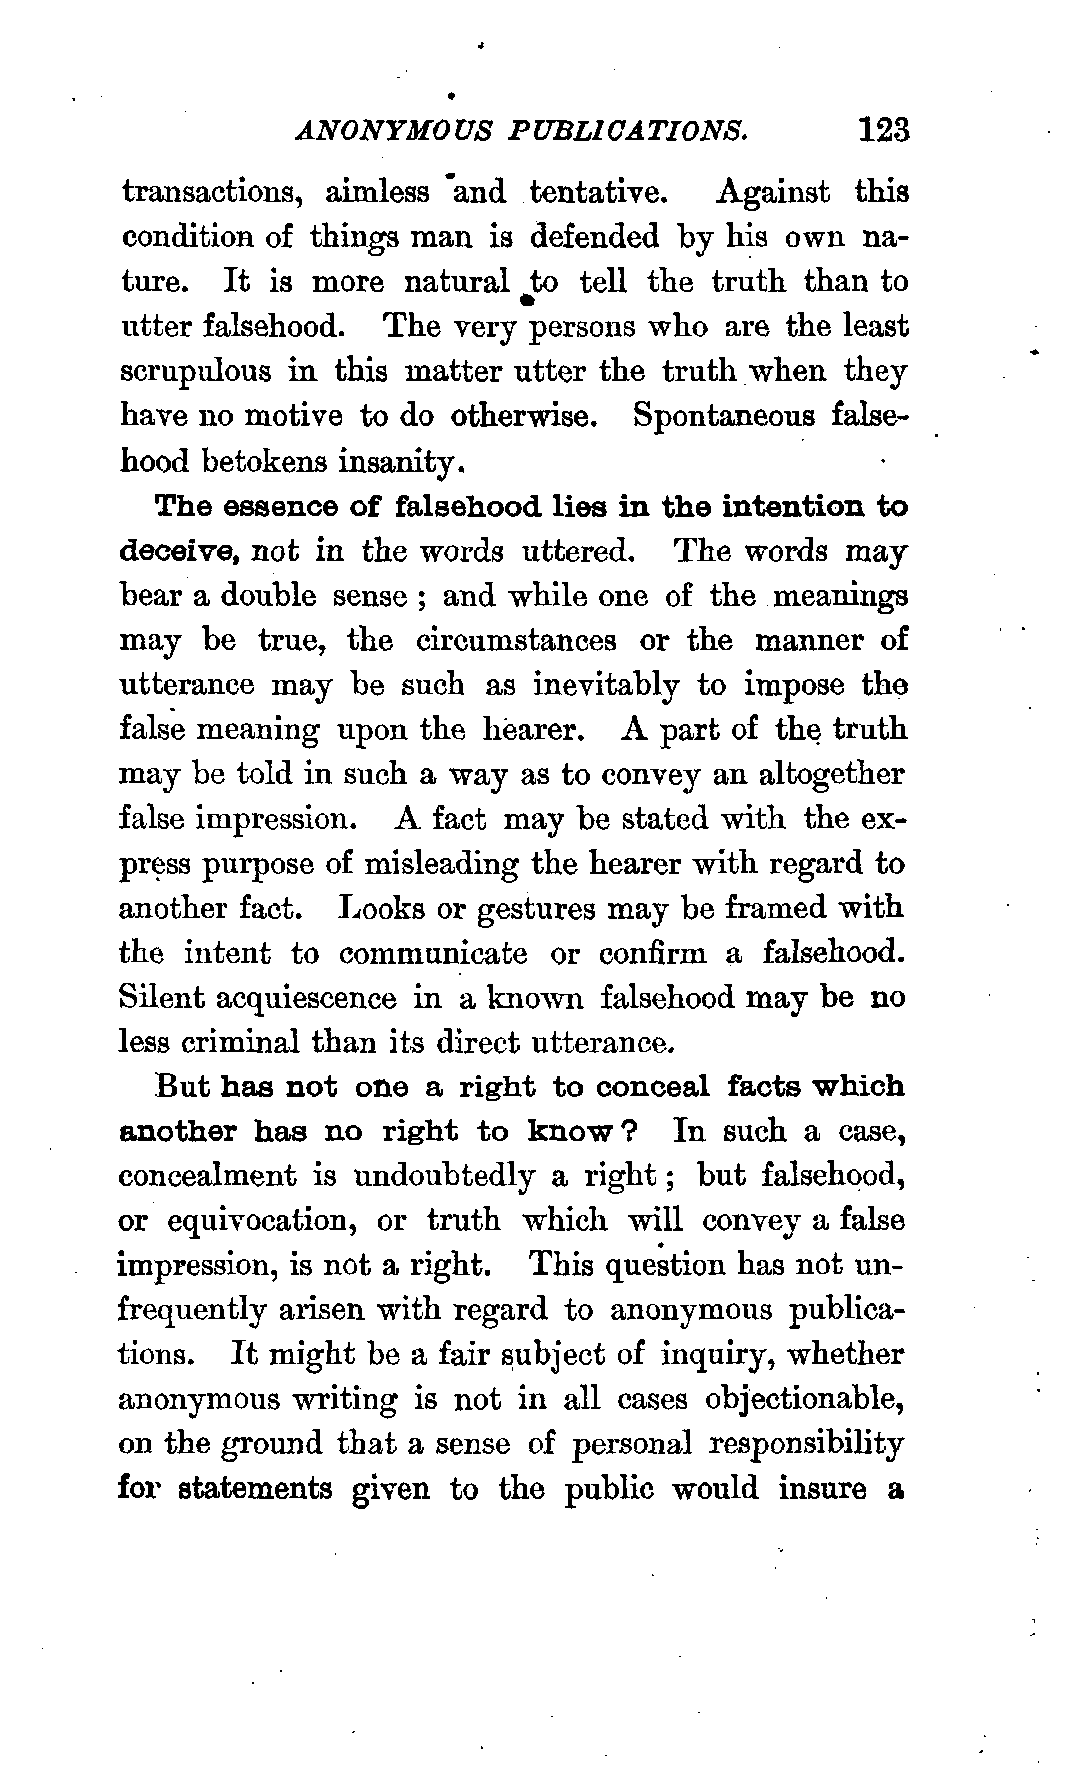 ANONYMOUS PUBLICATIONS. 123
transactions, aimless and tentative. Against this
condition of things man is defended by his own na-
ture. It is more natural to tell the truth than to
utter falsehood. The very persons who are the least
scrupulous in this matter utter the truth when they
have no motive to do otherwise. Spontaneous false-
hood betokens insanity.
The essence of falsehood lies in the intention to
deceive, not in the words uttered. The words may
bear a double sense ; and while one of the meanings
may be true, the circumstances or the manner of
utterance may be such as inevitably to impose the
false meaning upon the hearer. A part of the truth
may be told in such a way as to convey an altogether
false impression. A fact may be stated with the ex-
press purpose of misleading the hearer with regard to
another fact. Looks or gestures may be framed with
the intent to communicate or confirm a falsehood.
Silent acquiescence in a known falsehood may be no
less criminal than its direct utterance.
But has not one a right to conceal facts which
another has no right to know? In such a case,
concealment is undoubtedly a right ; but falsehood,
or equivocation, or truth which will convey a false
impression, is not a right. This question has not un-
frequently arisen with regard to anonymous publica-
tions. It might be a fair subject of inquiry, whether
anonymous writing is not in all cases objectionable,
on the ground that a sense of personal responsibility
for statements given to the public would insure a